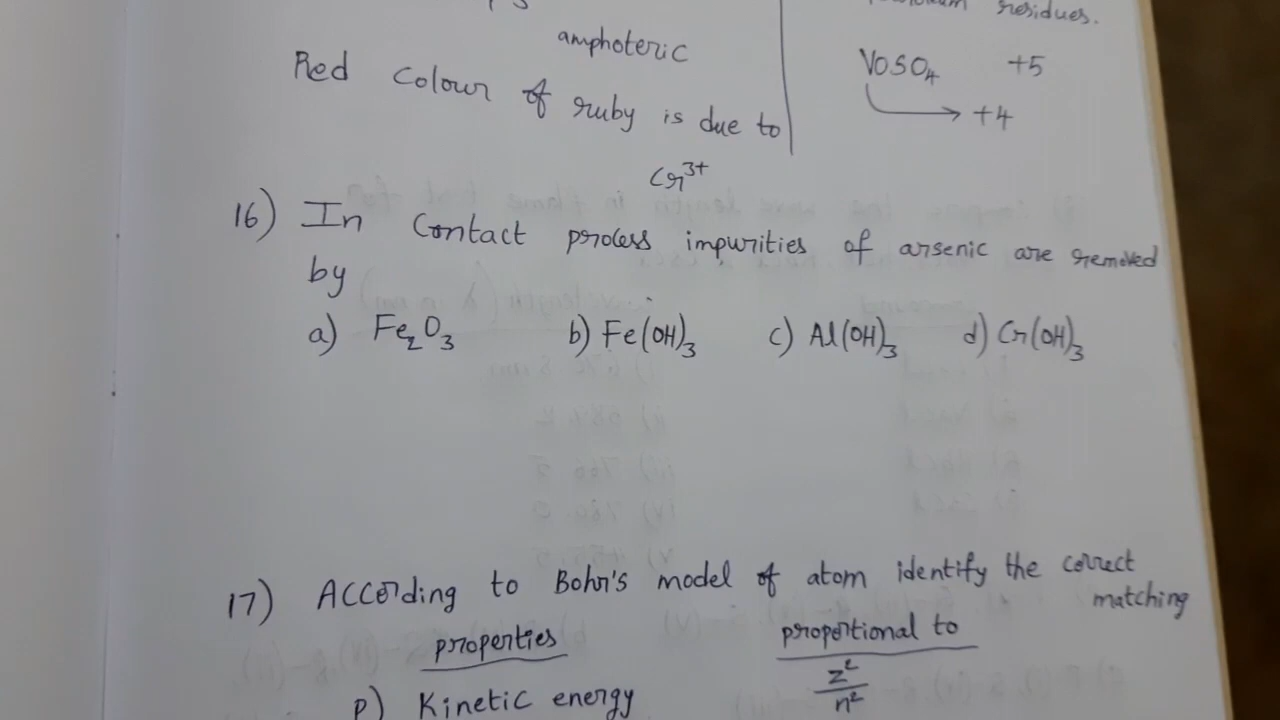 residues.
amphoteric
Red Colour of ruby is due to
VOSO4 +5
+4
Cr3+
16) In Contact process impurities of arsenic are removed
by
a) Fe2O3 b) Fe(OH)3 c) Al(OH)3 d) Cr(OH)3
17) According to Bohr's model of atom identify the correct
matching
properties proportional to
P) Kinetic energy z2/n2